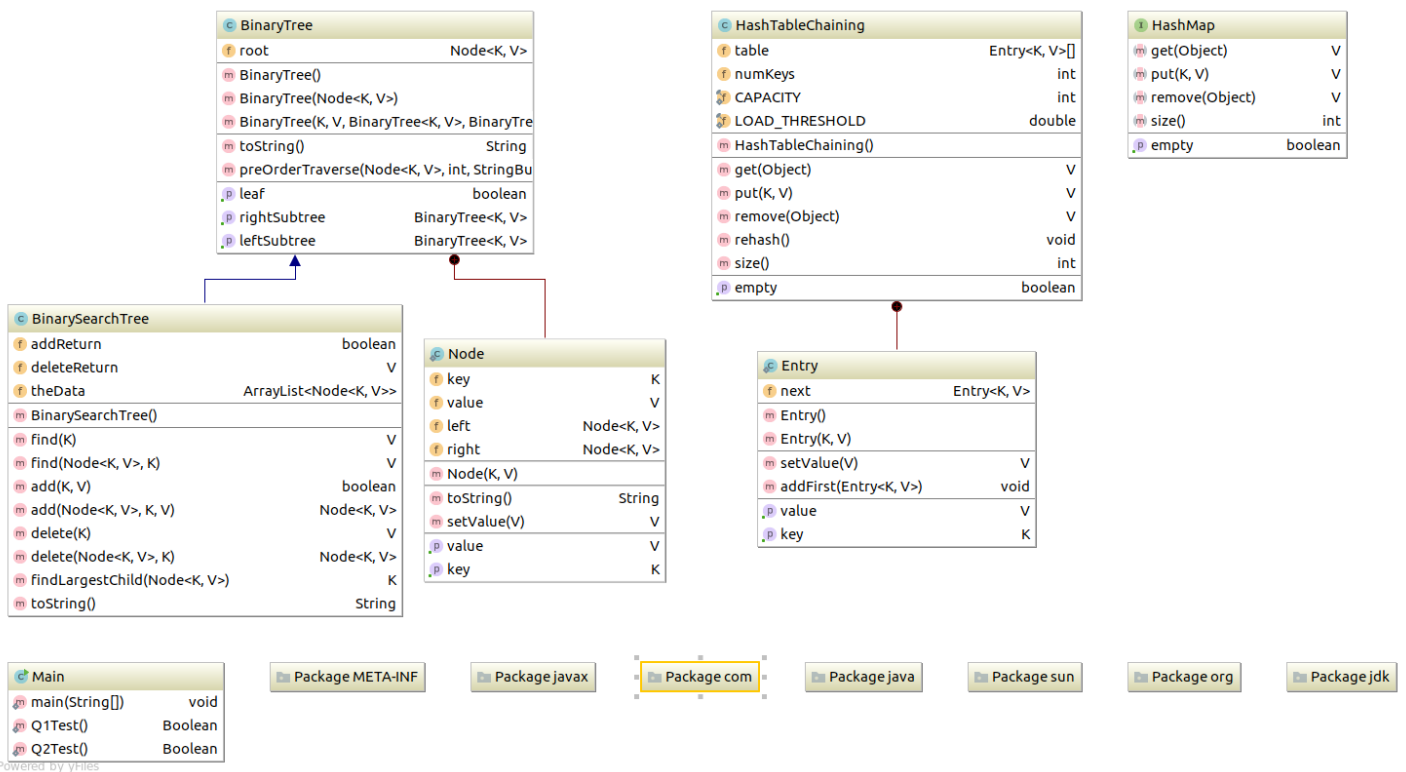 BinaryTree
root Node<K, V>
BinaryTree()
BinaryTree(Node<K, V>)
BinaryTree(K, V, BinaryTree<K, V>, BinaryTre
toString() String
preOrderTraverse(Node<K, V>, int, StringBu
leaf boolean
rightSubtree BinaryTree<K, V>
leftSubtree BinaryTree<K, V>
HashTableChaining
table Entry<K, V>[]
numKeys int
CAPACITY int
LOAD_THRESHOLD double
HashTableChaining()
get(Object) V
put(K, V) V
remove(Object) V
rehash() void
size() int
empty boolean
HashMap
get(Object) V
put(K, V) V
remove(Object) V
size() int
empty boolean
BinarySearchTree
addReturn boolean
deleteReturn V
theData ArrayList<Node<K, V>>
BinarySearchTree()
find(K) V
find(Node<K, V>, K) V
add(K, V) boolean
add(Node<K, V>, K, V) Node<K, V>
delete(K) V
delete(Node<K, V>, K) Node<K, V>
findLargestChild(Node<K, V>) K
toString() String
Node
key K
value V
left Node<K, V>
right Node<K, V>
Node(K, V)
toString() String
setValue(V) V
value V
key K
Entry
next Entry<K, V>
Entry()
Entry(K, V)
setValue(V) V
addFirst(Entry<K, V>) void
value V
key K
Main
main(String[]) void
Q1Test() Boolean
Q2Test() Boolean
Package META-INF
Package javax
Package com
Package java
Package sun
Package org
Package jdk
Powered by yFiles